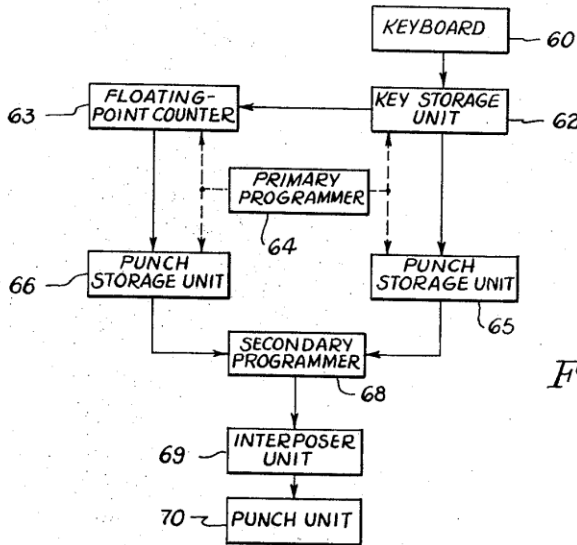 KEYBOARD
60
FLOATING-
POINT COUNTER
63
KEY STORAGE
UNIT
62
PRIMARY
PROGRAMMER
64
PUNCH
STORAGE UNIT
66
PUNCH
STORAGE UNIT
65
SECONDARY
PROGRAMMER
68
F
INTERPOSER
UNIT
69
PUNCH UNIT
70